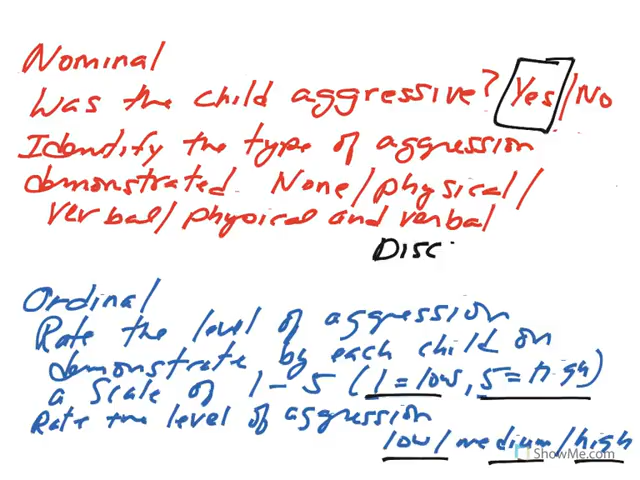 Nominal
Was the child aggressive? Yes/No
Identify the type of aggression
demonstrated None/physical/
verbal/physical and verbal
Disc
Ordinal
Rate the level of aggression
demonstrate by each child on
a scale of 1-5 (1=low, 5=high)
Rate the level of aggression
low/medium/high
ShowMe.com